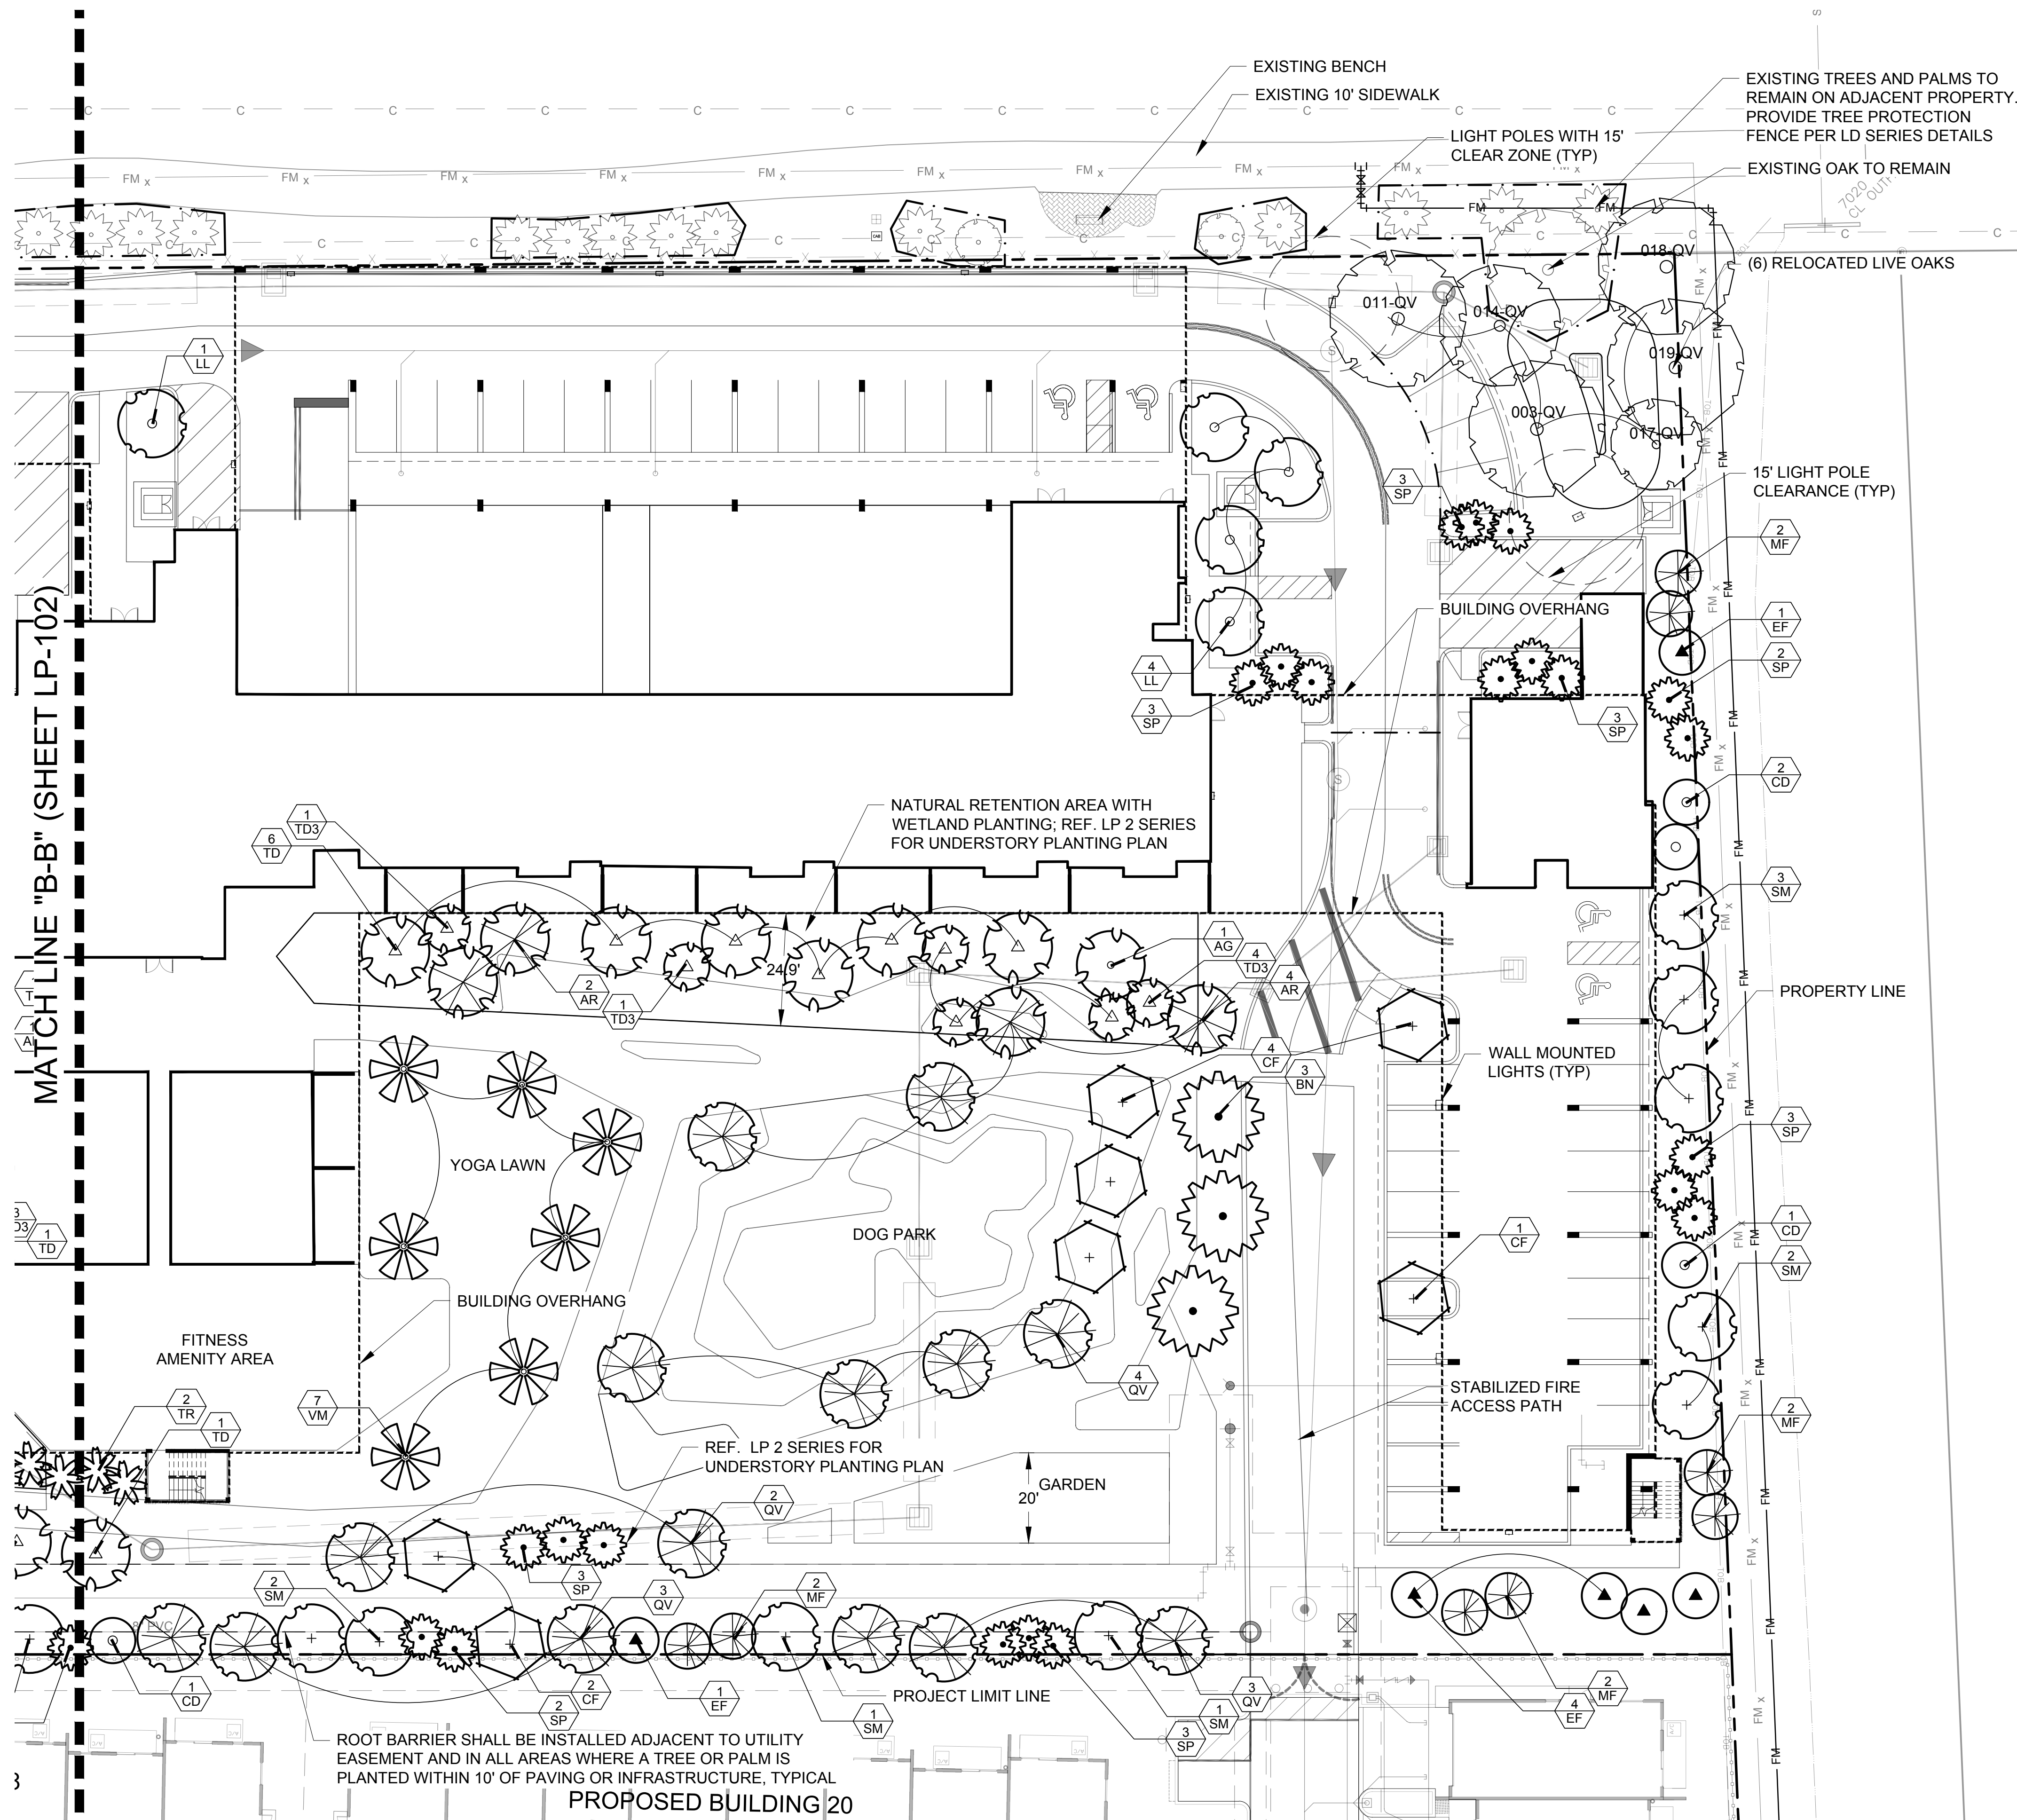 EXISTING BENCH
EXISTING 10' SIDEWALK
LIGHT POLES WITH 15'
CLEAR ZONE (TYP)
EXISTING TREES AND PALMS TO
REMAIN ON ADJACENT PROPERTY.
PROVIDE TREE PROTECTION
FENCE PER LD SERIES DETAILS
EXISTING OAK TO REMAIN
(6) RELOCATED LIVE OAKS
018-QV
011-QV
014-QV
019-QV
003-QV
017-QV
1
LL
3
SP
15' LIGHT POLE
CLEARANCE (TYP)
2
MF
BUILDING OVERHANG
1
EF
2
SP
4
LL
3
SP
3
SP
2
CD
MATCH LINE "B-B" (SHEET LP-102)
1
TD3
6
TD
NATURAL RETENTION AREA WITH
WETLAND PLANTING; REF. LP 2 SERIES
FOR UNDERSTORY PLANTING PLAN
3
SM
24.9'
1
AG
4
TD3
4
AR
2
AR
1
TD3
PROPERTY LINE
4
CF
3
BN
WALL MOUNTED
LIGHTS (TYP)
YOGA LAWN
DOG PARK
3
SP
1
CD
1
CF
2
SM
1
TD
BUILDING OVERHANG
FITNESS
AMENITY AREA
2
TR
1
TD
7
VM
4
QV
STABILIZED FIRE
ACCESS PATH
2
MF
REF. LP 2 SERIES FOR
UNDERSTORY PLANTING PLAN
GARDEN
20'
2
QV
2
SM
3
SP
3
QV
2
MF
1
CD
2
SP
2
CF
1
EF
1
SM
PROJECT LIMIT LINE
3
QV
1
SM
3
SP
2
MF
4
EF
ROOT BARRIER SHALL BE INSTALLED ADJACENT TO UTILITY
EASEMENT AND IN ALL AREAS WHERE A TREE OR PALM IS
PLANTED WITHIN 10' OF PAVING OR INFRASTRUCTURE, TYPICAL
PROPOSED BUILDING 20